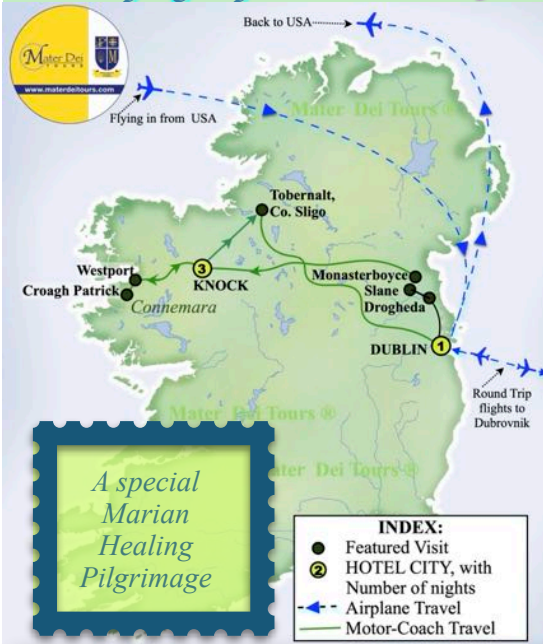 Mater Dei
TOURS
www.materdeitours.com
Back to USA
Flying in from USA
Mater Dei Tours ®
Tobernalt,
Co. Sligo
Westport
Croagh Patrick
Connemara
3
KNOCK
Monasterboyce
Slane
Drogheda
DUBLIN
1
Round Trip
flights to
Dubrovnik
Mater Dei Tours ®
Mater Dei Tours ®
A special
Marian
Healing
Pilgrimage
INDEX:
Featured Visit
2
HOTEL CITY, with
Number of nights
Airplane Travel
Motor-Coach Travel